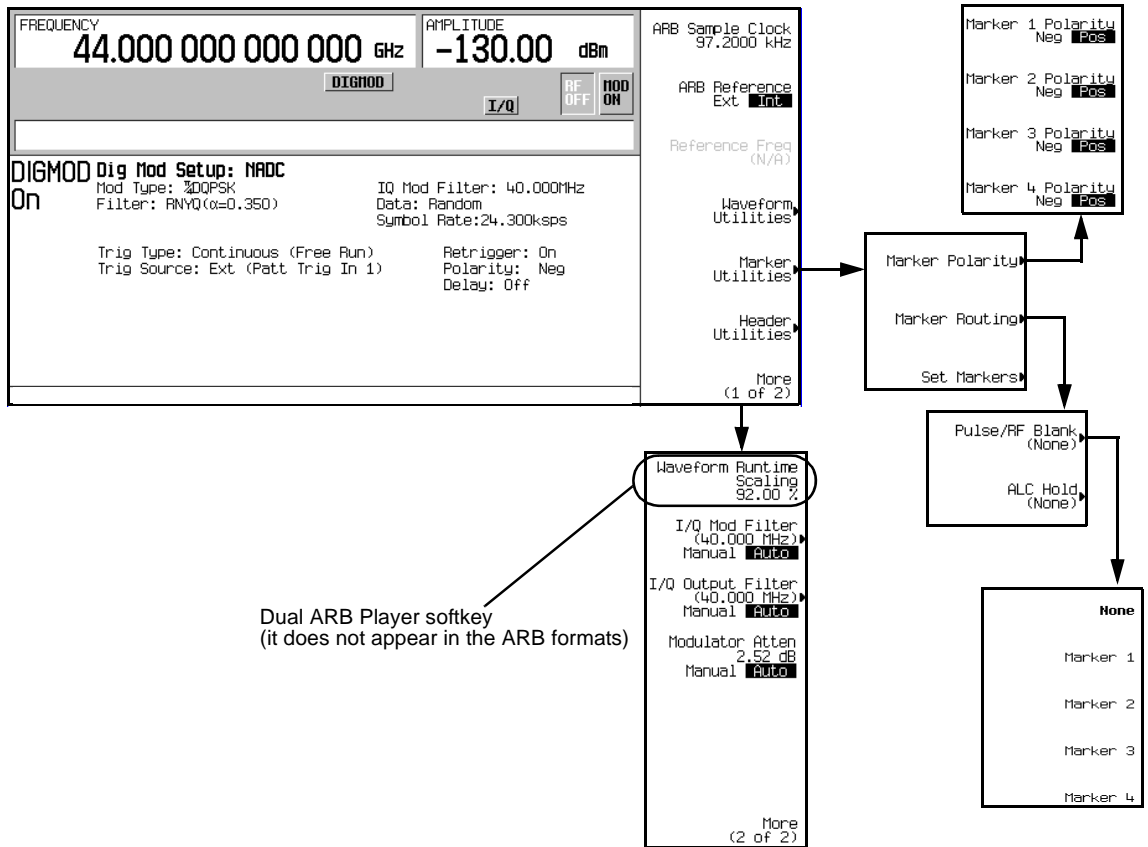 FREQUENCY
44.000 000 000 000 GHz
AMPLITUDE
-130.00 dBm
DIGMOD
I/Q
RF
OFF
MOD
ON
DIGMOD
On
Dig Mod Setup: NADC
Mod Type: π/4DQPSK
Filter: RNYQ(α=0.350)
IQ Mod Filter: 40.000MHz
Data: Random
Symbol Rate:24.300ksps
Trig Type: Continuous (Free Run)
Trig Source: Ext (Patt Trig In 1)
Retrigger: On
Polarity: Neg
Delay: Off
ARB Sample Clock
97.2000 kHz
ARB Reference
Ext Int
Reference Freq
(N/A)
Waveform
Utilities
Marker
Utilities
Header
Utilities
More
(1 of 2)
Marker Polarity
Marker Routing
Set Markers
Marker 1 Polarity
Neg Pos
Marker 2 Polarity
Neg Pos
Marker 3 Polarity
Neg Pos
Marker 4 Polarity
Neg Pos
Pulse/RF Blank
(None)
ALC Hold
(None)
None
Marker 1
Marker 2
Marker 3
Marker 4
Waveform Runtime
Scaling
92.00 %
I/Q Mod Filter
(40.000 MHz)
Manual Auto
I/Q Output Filter
(40.000 MHz)
Manual Auto
Modulator Atten
2.52 dB
Manual Auto
More
(2 of 2)
Dual ARB Player softkey
(it does not appear in the ARB formats)